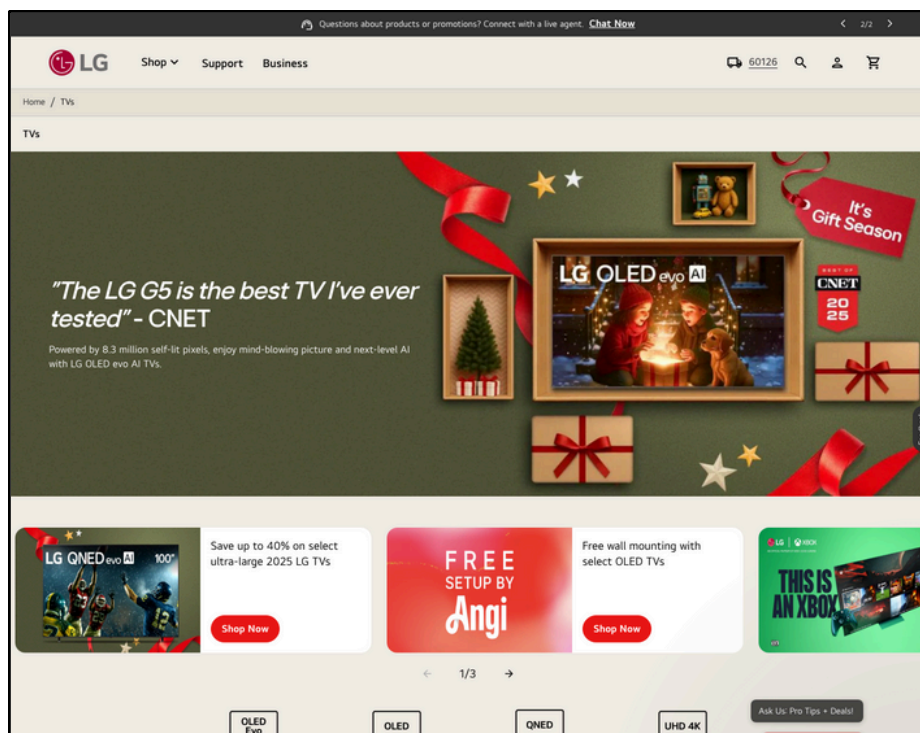 Questions about products or promotions? Connect with a live agent. Chat Now
2/2
LG
Shop
Support
Business
60126
Home / TVs
TVs
"The LG G5 is the best TV I've ever
tested" - CNET
Powered by 8.3 million self-lit pixels, enjoy mind-blowing picture and next-level AI
with LG OLED evo AI TVs.
It's
Gift Season
LG OLED evo AI
BEST OF
CNET
20
25
LG QNED evo AI 100"
Save up to 40% on select
ultra-large 2025 LG TVs
Shop Now
FREE
SETUP BY
Angi
Free wall mounting with
select OLED TVs
Shop Now
LG XBOX
THIS IS
AN XBOX
1/3
OLED
Evo
OLED
QNED
UHD 4K
Ask Us: Pro Tips + Deals!